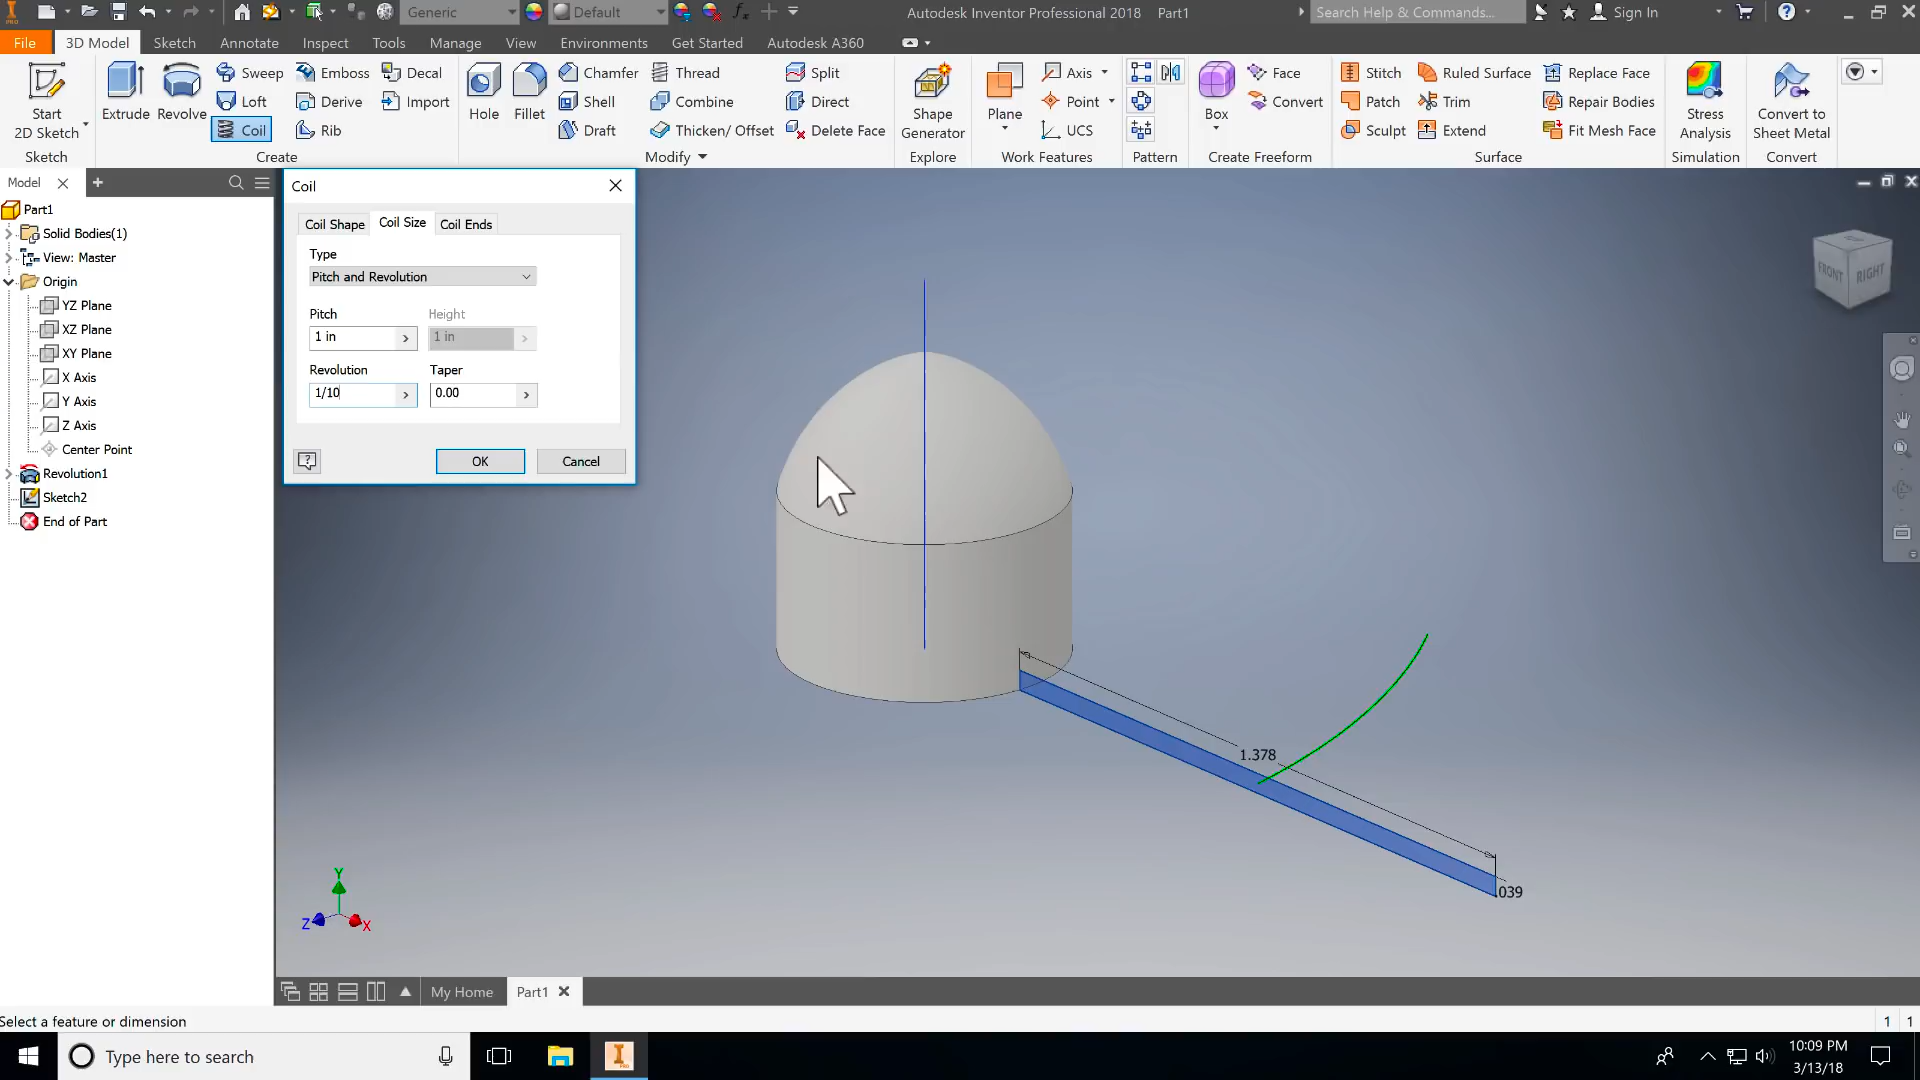 Generic
Default
Autodesk Inventor Professional 2018 Part1
Search Help & Commands...
Sign In
File
3D Model
Sketch
Annotate
Inspect
Tools
Manage
View
Environments
Get Started
Autodesk A360
Start
2D Sketch
Sketch
Extrude
Revolve
Sweep
Loft
Coil
Emboss
Derive
Rib
Decal
Import
Create
Hole
Fillet
Chamfer
Shell
Draft
Thread
Combine
Thicken/ Offset
Split
Direct
Delete Face
Modify
Shape
Generator
Explore
Plane
Axis
Point
UCS
Work Features
Pattern
Box
Face
Convert
Create Freeform
Stitch
Patch
Sculpt
Ruled Surface
Trim
Extend
Replace Face
Repair Bodies
Fit Mesh Face
Surface
Stress
Analysis
Simulation
Convert to
Sheet Metal
Convert
Model
Part1
Solid Bodies(1)
View: Master
Origin
YZ Plane
XZ Plane
XY Plane
X Axis
Y Axis
Z Axis
Center Point
Revolution1
Sketch2
End of Part
Coil
Coil Shape
Coil Size
Coil Ends
Type
Pitch and Revolution
Pitch
Height
1 in
1 in
Revolution
Taper
1/10
0.00
OK
Cancel
FRONT
RIGHT
1.378
039
Y
Z
X
My Home
Part1
Select a feature or dimension
1 1
Type here to search
10:09 PM
3/13/18